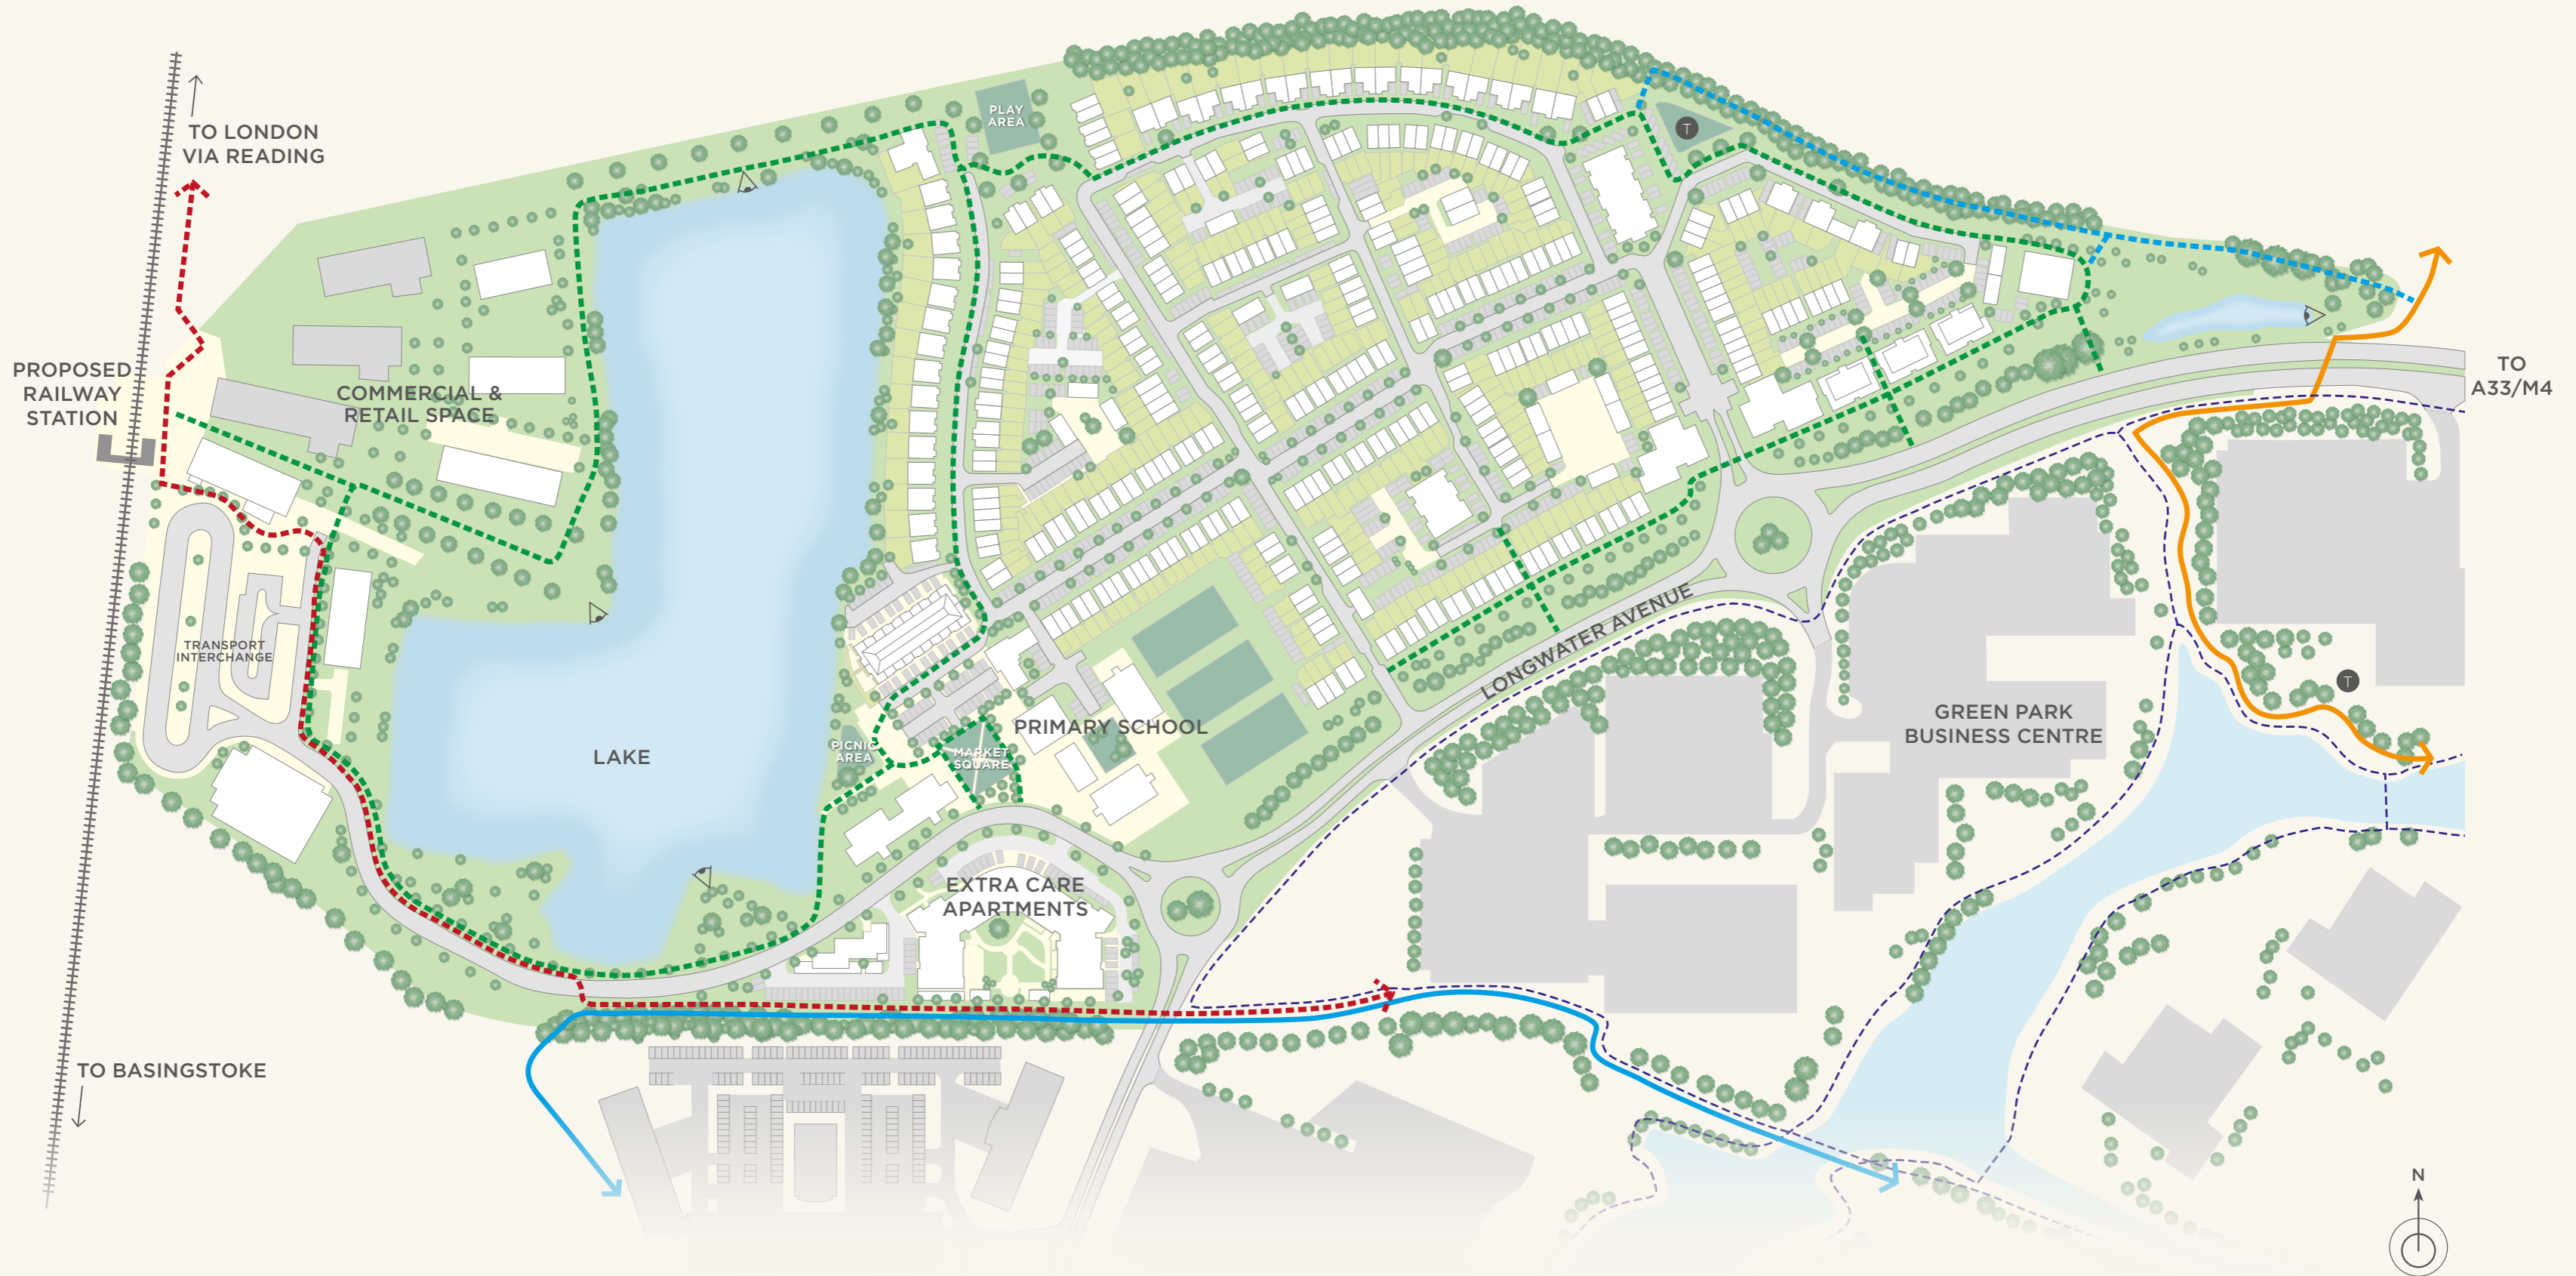 TO LONDON
VIA READING
PLAY
AREA
PROPOSED
RAILWAY
STATION
COMMERCIAL &
RETAIL SPACE
T
TO
A33/M4
TRANSPORT
INTERCHANGE
LAKE
PICNIC
AREA
MARKET
SQUARE
PRIMARY SCHOOL
LONGWATER AVENUE
T
GREEN PARK
BUSINESS CENTRE
EXTRA CARE
APARTMENTS
TO BASINGSTOKE
N